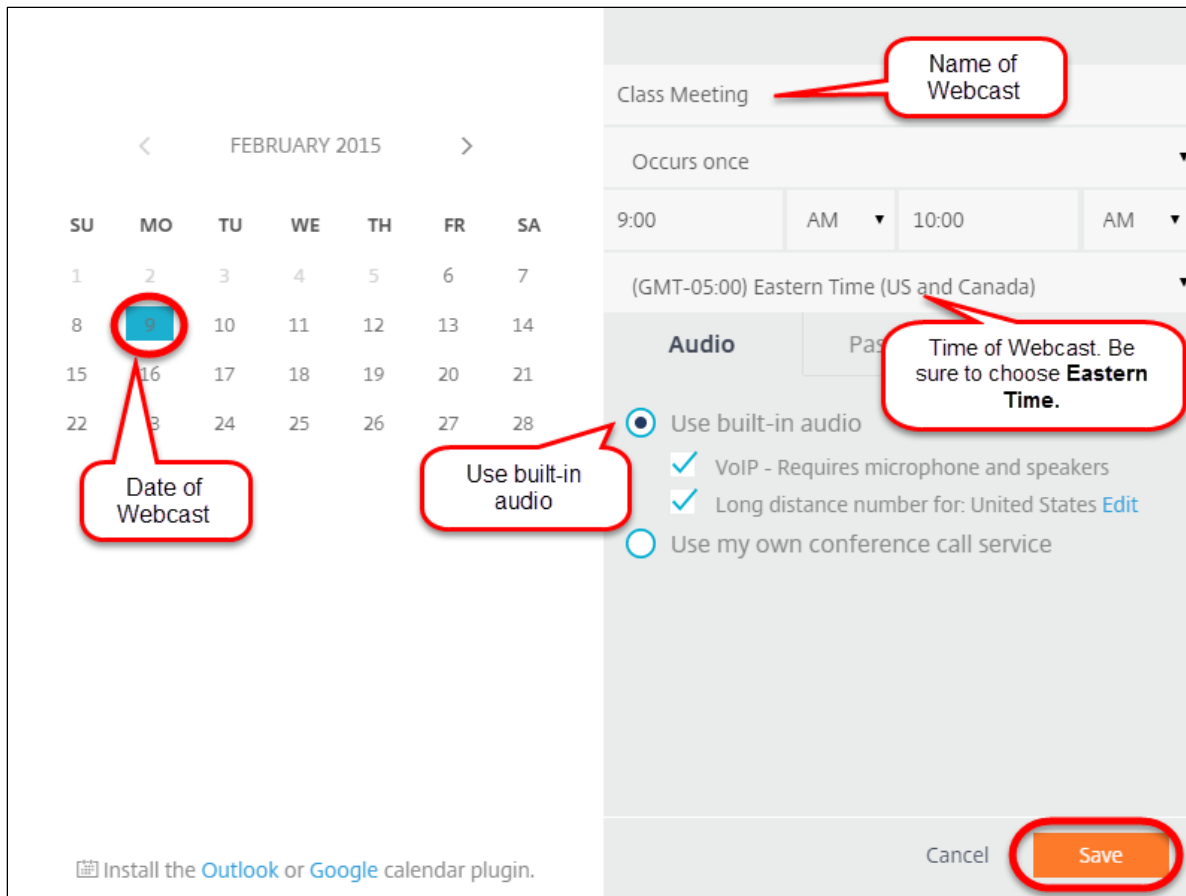 FEBRUARY 2015
SU MO TU WE TH FR SA
1 2 3 4 5 6 7
8 9 10 11 12 13 14
15 16 17 18 19 20 21
22 24 25 26 27 28
Date of
Webcast
Install the Outlook or Google calendar plugin.
Name of
Webcast
Class Meeting
Occurs once
9:00 AM 10:00 AM
(GMT-05:00) Eastern Time (US and Canada)
Time of Webcast. Be
sure to choose Eastern
Time.
Audio
Use built-in
audio
Use built-in audio
VoIP - Requires microphone and speakers
Long distance number for: United States Edit
Use my own conference call service
Cancel Save